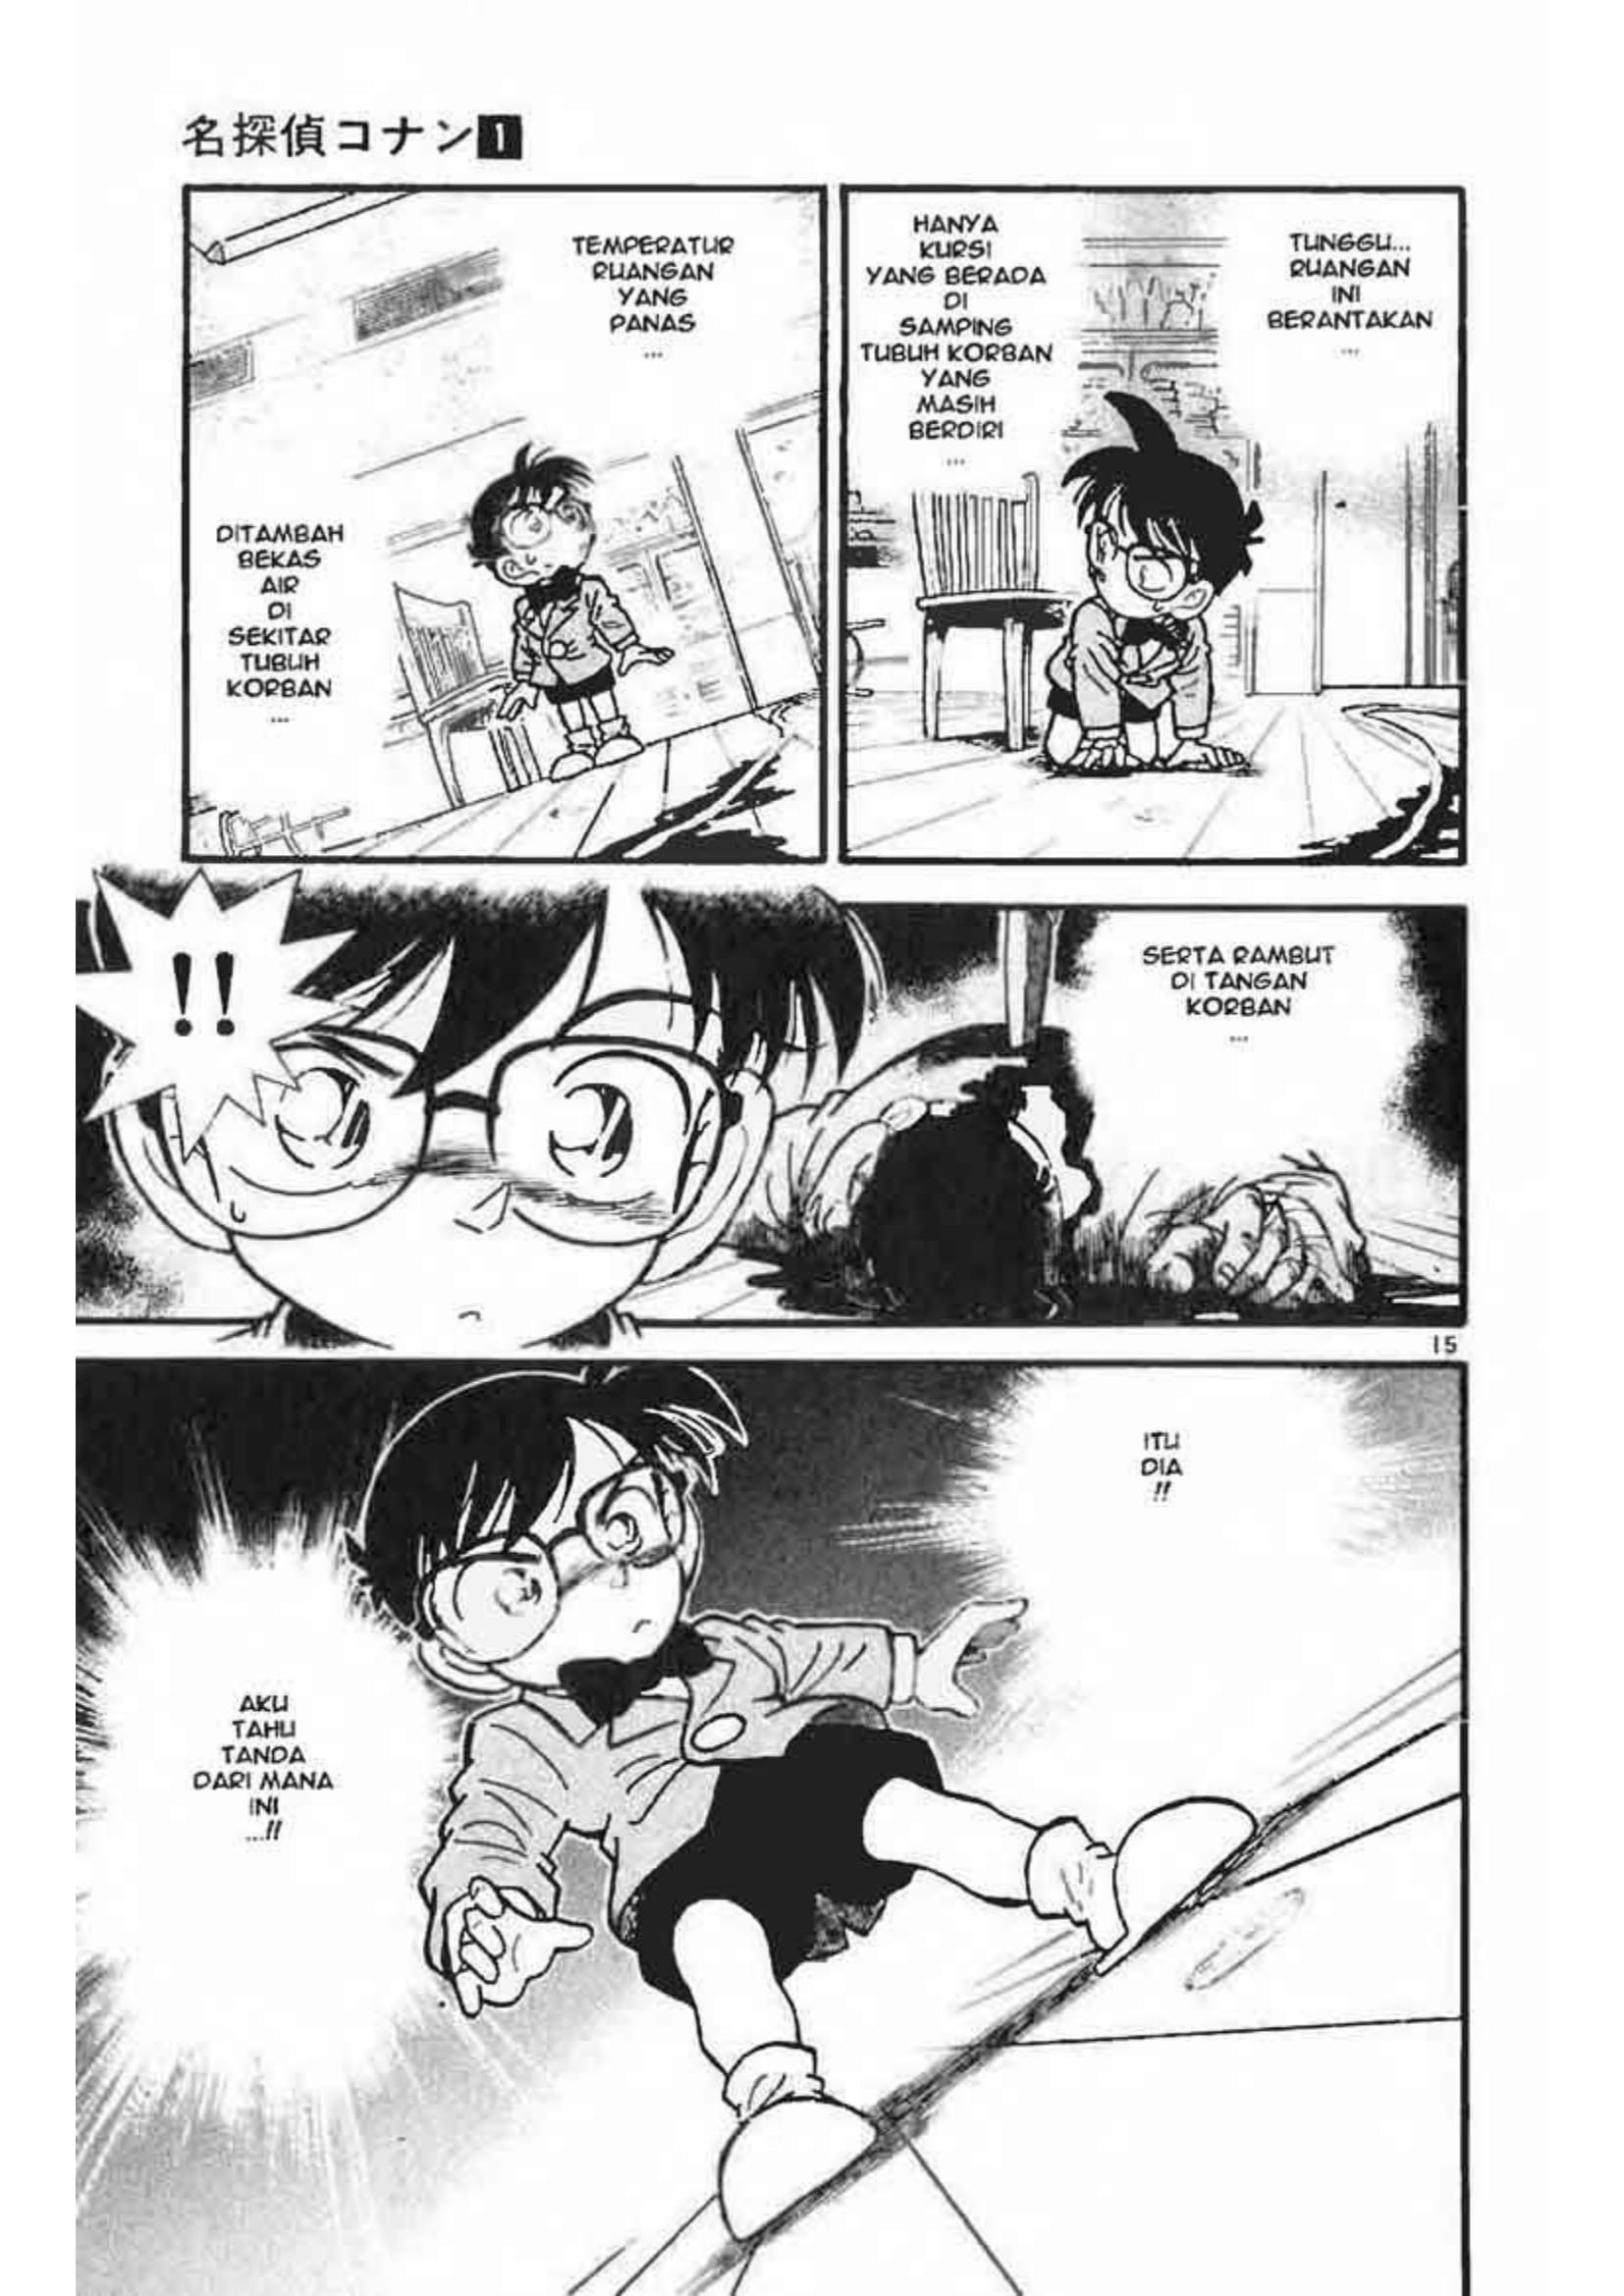 名探偵コナン1
TUNGGU...
RUANGAN
INI
BERANTAKAN
...
HANYA
KURSI
YANG BERADA
DI
SAMPING
TUBUH KORBAN
YANG
MASIH
BERDIRI
...
TEMPERATUR
RUANGAN
YANG
PANAS
...
DITAMBAH
BEKAS
AIR
DI
SEKITAR
TUBUH
KORBAN
...
SERTA RAMBUT
DI TANGAN
KORBAN
...
!!
15
ITU
DIA
!!
AKU
TAHU
TANDA
DARI MANA
INI
...!!